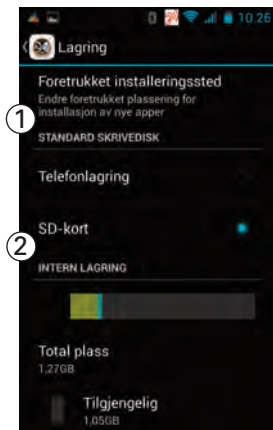 10.26
Lagring
Foretrukket installeringssted
Endre foretrukket plassering for
installasjon av nye apper
1
STANDARD SKRIVEDISK
Telefonlagring
SD-kort
2
INTERN LAGRING
Total plass
1,27GB
Tilgjengelig
1,05GB